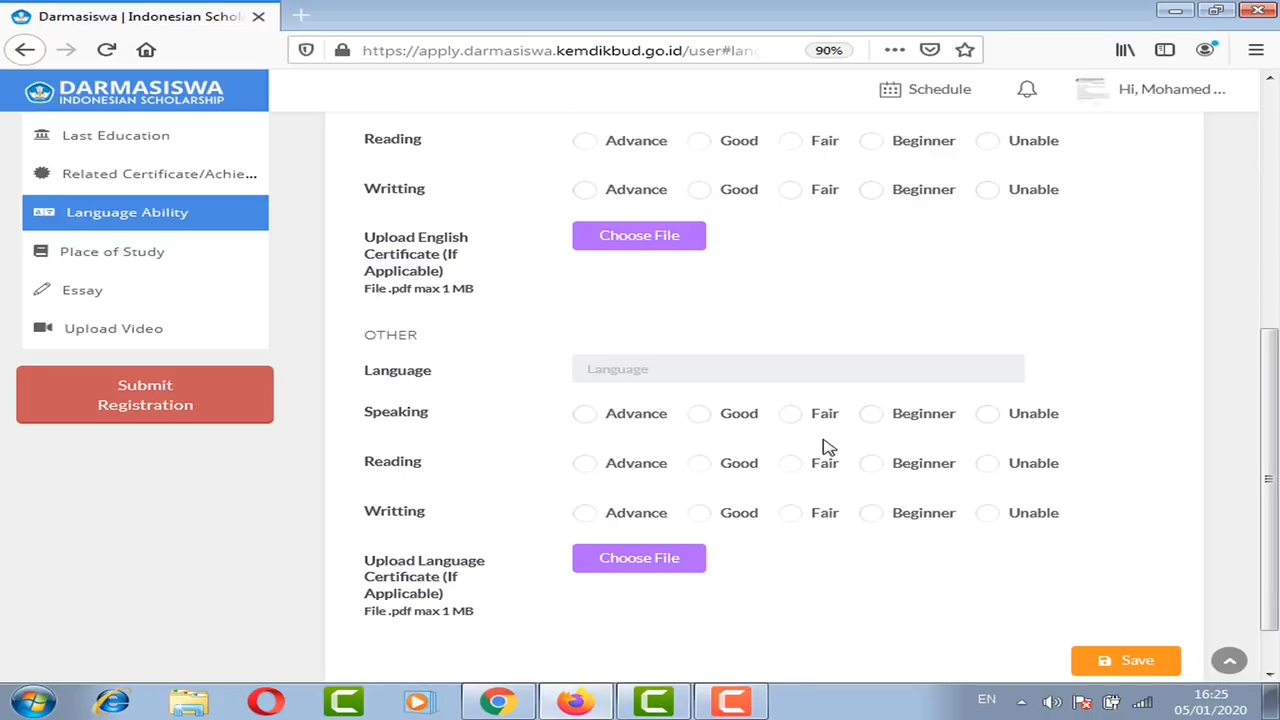 Darmasiswa | Indonesian Schol
https://apply.darmasiswa.kemdikbud.go.id/user#lan
90%
DARMASISWA
INDONESIAN SCHOLARSHIP
Schedule
Hi, Mohamed ...
Last Education
Related Certificate/Achie...
Language Ability
Place of Study
Essay
Upload Video
Submit
Registration
Reading
Advance Good Fair Beginner Unable
Writting
Advance Good Fair Beginner Unable
Upload English
Certificate (If
Applicable)
File .pdf max 1 MB
Choose File
OTHER
Language
Language
Speaking
Advance Good Fair Beginner Unable
Reading
Advance Good Fair Beginner Unable
Writting
Advance Good Fair Beginner Unable
Upload Language
Certificate (If
Applicable)
File .pdf max 1 MB
Choose File
Save
EN
16:25
05/01/2020